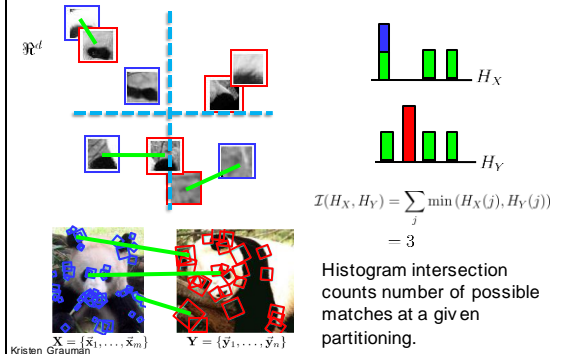 ℜ^d
H_X
H_Y
I(H_X, H_Y) = ∑_j min (H_X(j), H_Y(j))
= 3
Histogram intersection
counts number of possible
matches at a given
partitioning.
X = {x⃗_1, . . . , x⃗_m}
Y = {y⃗_1, . . . , y⃗_n}
Kristen Grauman